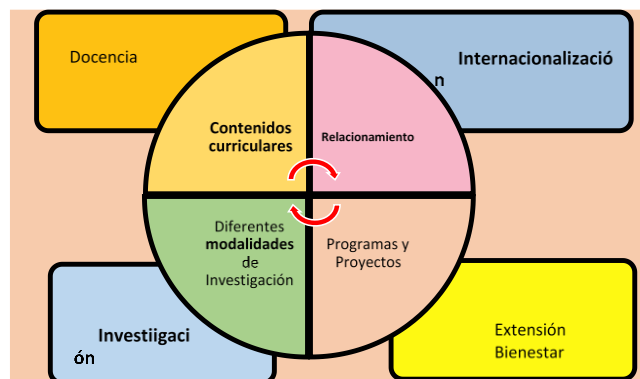 Docencia
Internacionalizació
n
Contenidos
curriculares
Relacionamiento
Diferentes
modalidades
de
Investigación
Programas y
Proyectos
Investiigaci
ón
Extensión
Bienestar